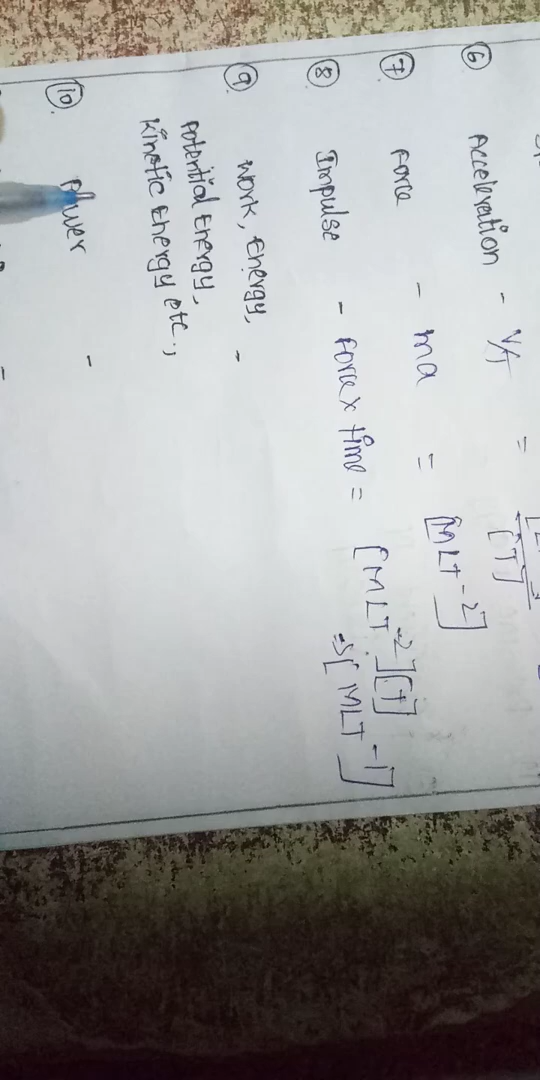 ⑥ Acceleration - V/t =
[T]
⑦ Force - ma = [MLT-2]
⑧ Impulse - Force x time = [MLT-2][T]
=> [MLT-1]
⑨ Work, Energy, -
Potential Energy,
Kinetic Energy etc.,
⑩ Power -